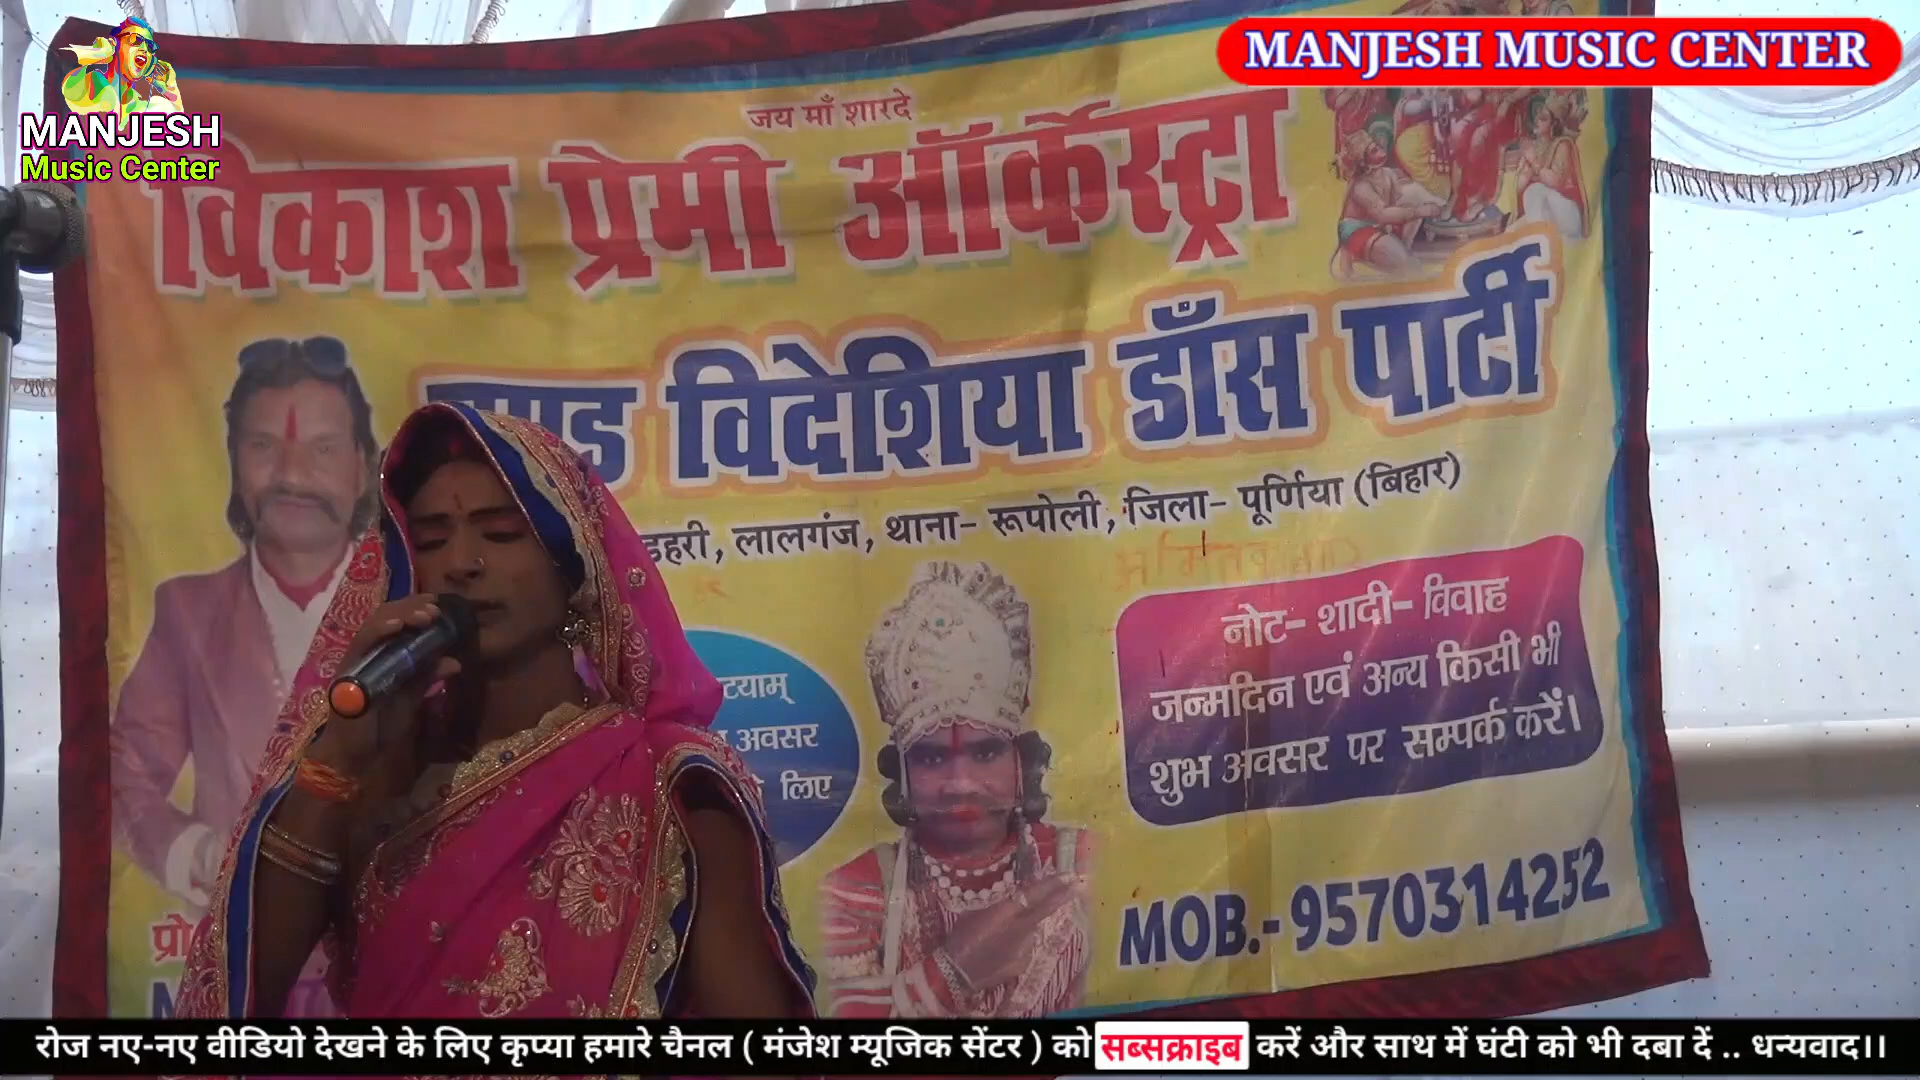 MANJESH MUSIC CENTER
MANJESH
Music Center
जय माँ शारदे
विकाश प्रेमी ऑर्केस्ट्रा
विदेशिया डॉंस पार्टी
लालगंज, थाना- रूपोली, जिला- पूर्णिया (बिहार)
नोट- शादी- विवाह
जन्मदिन एवं अन्य किसी भी
शुभ अवसर पर सम्पर्क करें।
अवसर
लिए
MOB.- 9570314252
रोज नए-नए वीडियो देखने के लिए कृप्या हमारे चैनल ( मंजेश म्यूजिक सेंटर ) को सब्सक्राइब करें और साथ में घंटी को भी दबा दें .. धन्यवाद।।